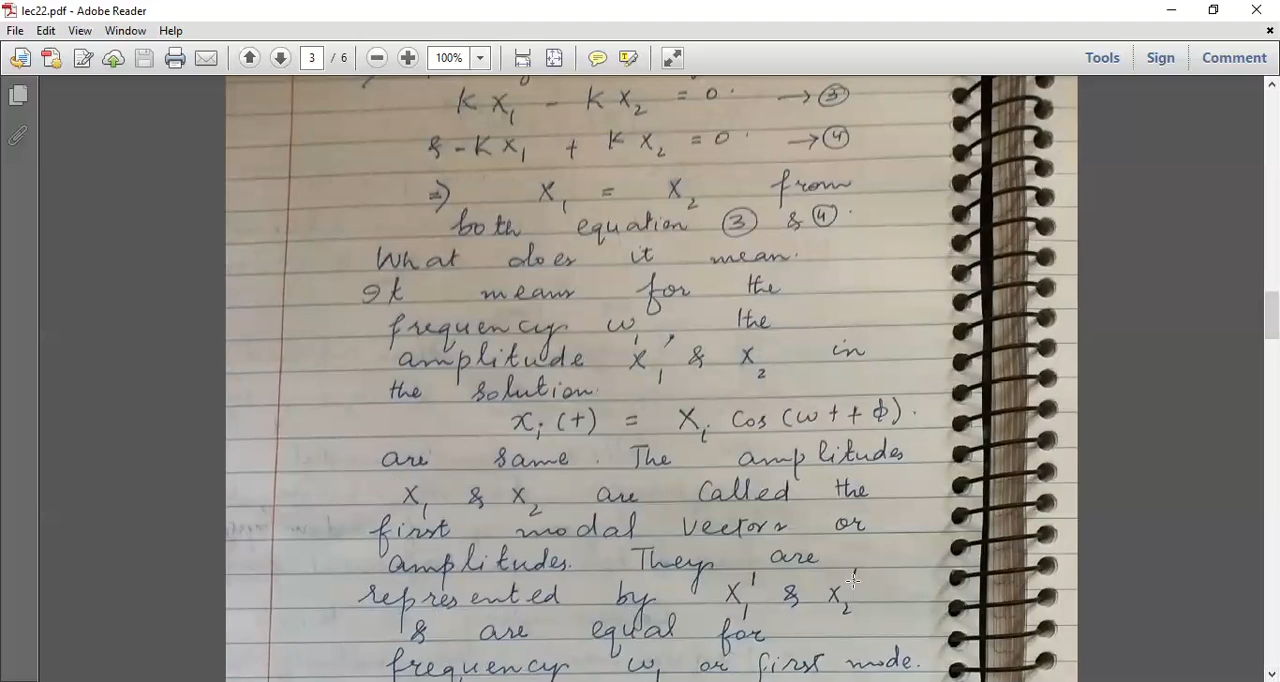 lec22.pdf - Adobe Reader
File Edit View Window Help
3 / 6 100% Tools Sign Comment
K X₁ - K X₂ = 0. → ③
& -K X₁ + K X₂ = 0. → ④
⇒ X₁ = X₂ from
both equation ③ & ④.
What does it mean.
It means for the
frequency ω₁, the
amplitude X₁ & X₂ in
the solution.
xᵢ(t) = Xᵢ cos(ωt + ϕ).
are same. The amplitudes
X₁ & X₂ are called the
first modal vectors or
amplitudes. They are
represented by X₁¹ & X₂¹
& are equal for
frequency ω₁ or first mode.